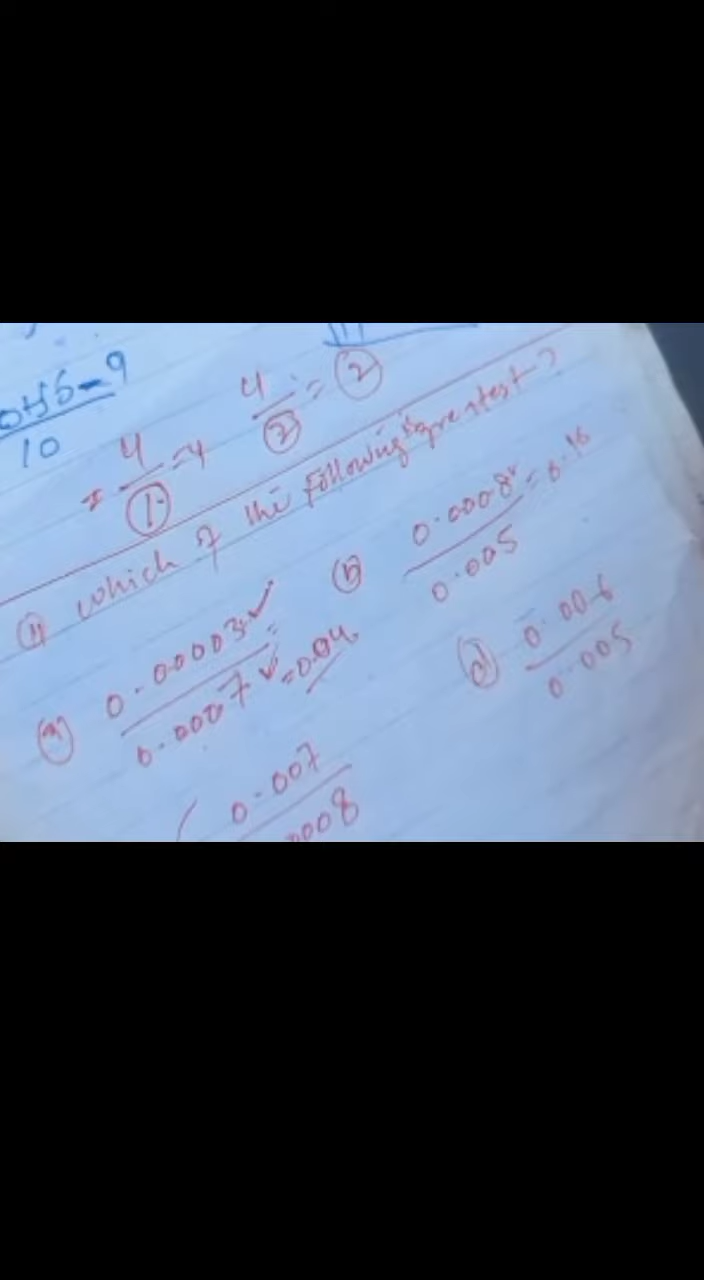 10
= 4/1 = 4 4/2 = 2
which of the following is greatest?
(a) 0.00003/0.0007 = 0.04 (b) 0.0008/0.005 = 0.16
0.007/0008 (d) 0.006/0.005